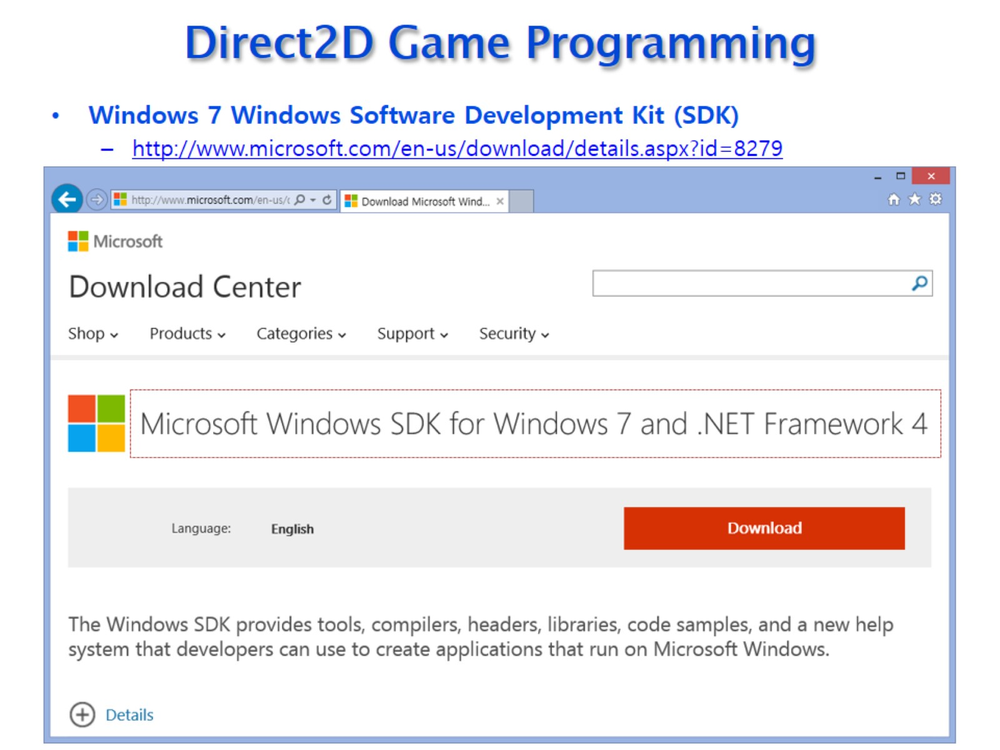 Direct2D Game Programming
• Windows 7 Windows Software Development Kit (SDK)
– http://www.microsoft.com/en-us/download/details.aspx?id=8279
http://www.microsoft.com/en-us/ Download Microsoft Wind...
Microsoft
Download Center
Shop Products Categories Support Security
Microsoft Windows SDK for Windows 7 and .NET Framework 4
Language: English Download
The Windows SDK provides tools, compilers, headers, libraries, code samples, and a new help
system that developers can use to create applications that run on Microsoft Windows.
Details